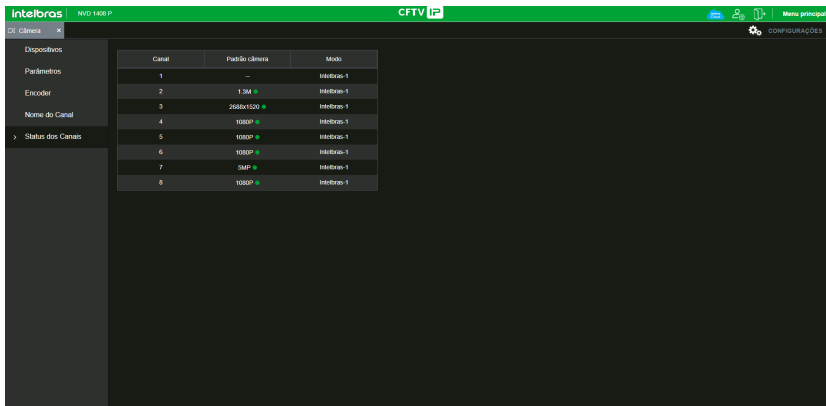 intelbras NVD 1408 P CFTV IP Menu principal
Câmera × CONFIGURAÇÕES
Dispositivos
Parâmetros
Encoder
Nome do Canal
> Status dos Canais
Canal Padrão câmera Modo
1 -- Intelbras-1
2 1.3M Intelbras-1
3 2688x1520 Intelbras-1
4 1080P Intelbras-1
5 1080P Intelbras-1
6 1080P Intelbras-1
7 5MP Intelbras-1
8 1080P Intelbras-1